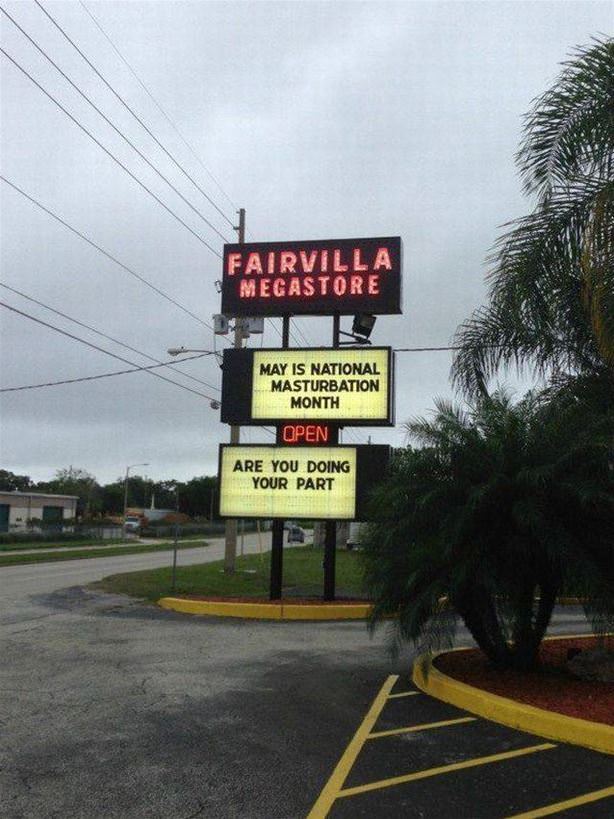 FAIRVILLA
MEGASTORE
MAY IS NATIONAL
MASTURBATION
MONTH
OPEN
ARE YOU DOING
YOUR PART